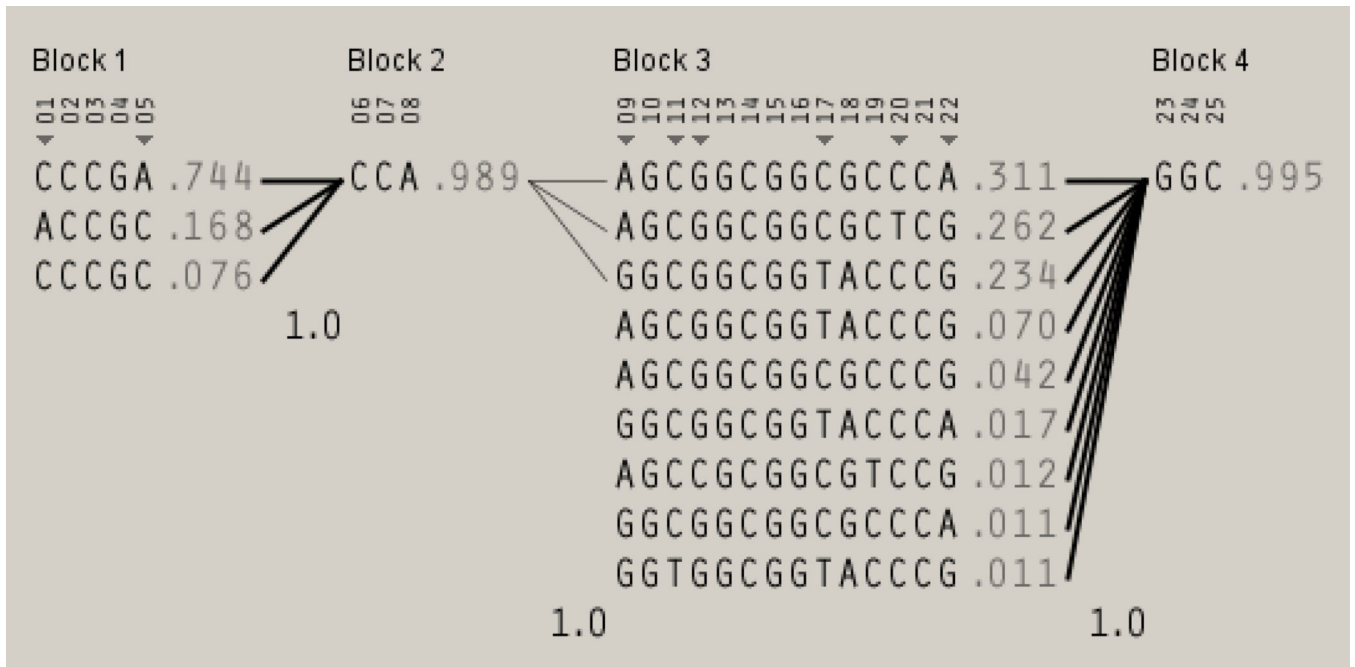 Block 1 Block 2 Block 3 Block 4
01 02 03 04 05 06 07 08 09 10 11 12 13 14 15 16 17 18 19 20 21 22 23 24 25
CCCGA .744 CCA .989 AGCGGCGGCGCCCA .311 GGC .995
ACCGC .168 AGCGGCGGCGCTCG .262
CCCGC .076 GGCGGCGGTACCCG .234
1.0 AGCGGCGGTACCCG .070
AGCGGCGGCGCCCG .042
GGCGGCGGTACCCA .017
AGCCGCGGCGTCCG .012
GGCGGCGGCGCCCA .011
GGTGGCGGTACCCG .011
1.0 1.0